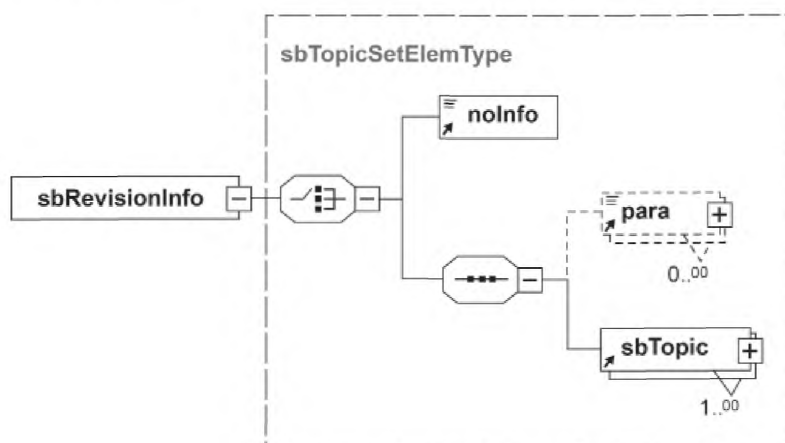 sbTopicSetElemType
noInfo
sbRevisionInfo
para
0..∞
sbTopic
1..∞